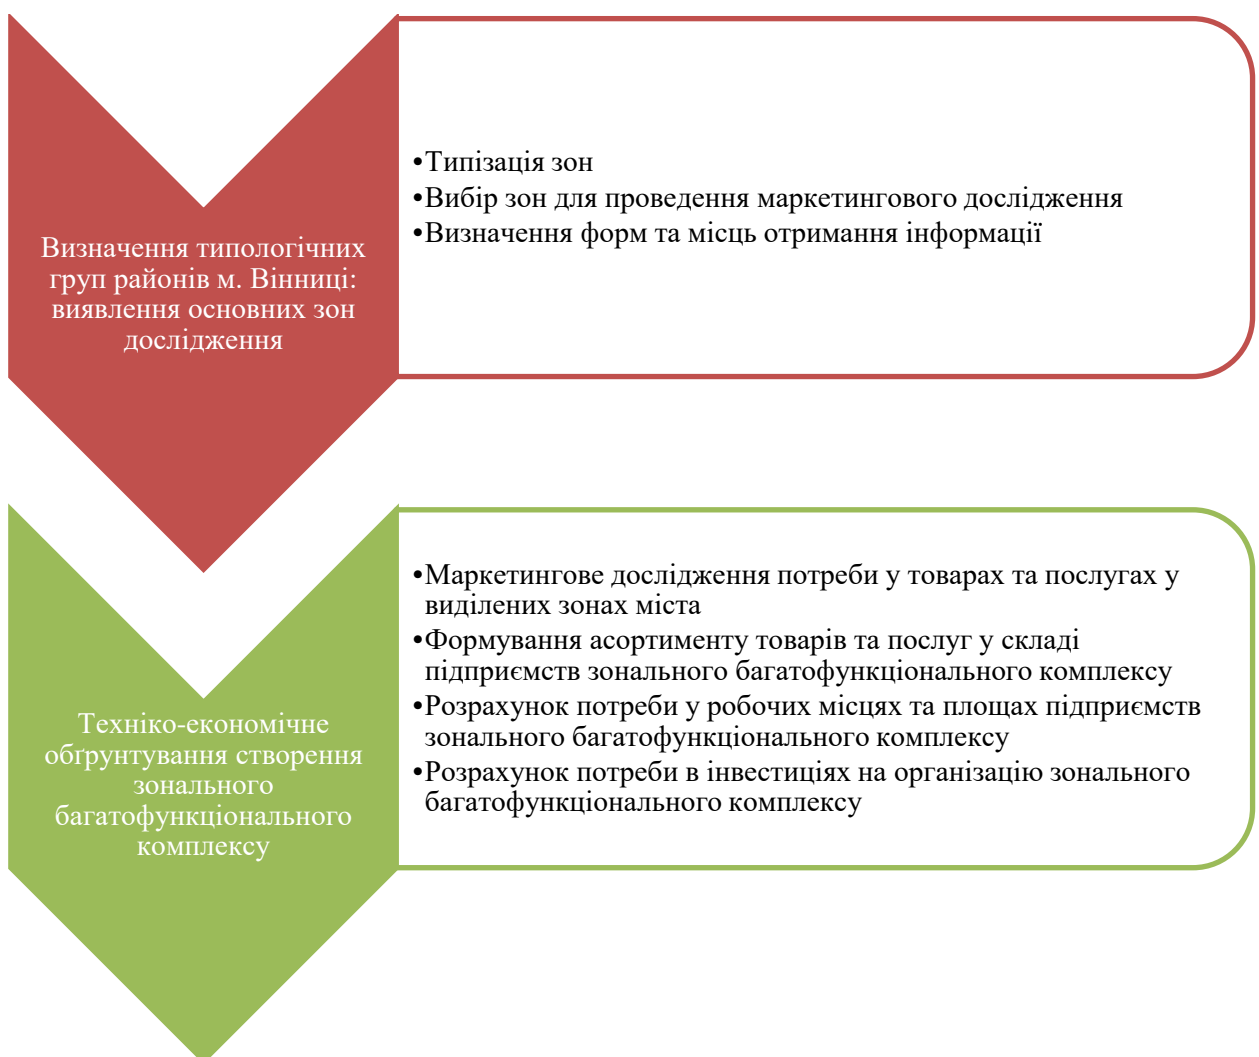 Визначення типологічних
груп районів м. Вінниці:
виявлення основних зон
дослідження
•Типізація зон
•Вибір зон для проведення маркетингового дослідження
•Визначення форм та місць отримання інформації
Техніко-економічне
обґрунтування створення
зонального
багатофункціонального
комплексу
•Маркетингове дослідження потреби у товарах та послугах у
виділених зонах міста
•Формування асортименту товарів та послуг у складі
підприємств зонального багатофункціонального комплексу
•Розрахунок потреби у робочих місцях та площах підприємств
зонального багатофункціонального комплексу
•Розрахунок потреби в інвестиціях на організацію зонального
багатофункціонального комплексу